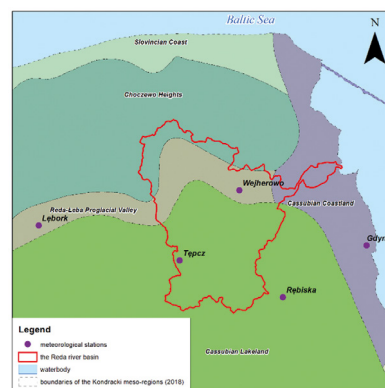 Baltic Sea
N
Slovincian Coast
Choczewo Heights
Wejherowo
Cassubian Coastland
Reda-Łeba Proglacial Valley
Lębork
Gdyn
Tępcz
Rębiska
Legend
meteorological stations
the Reda river basin
waterbody
boundaries of the Kondracki meso-regions (2018)
Cassubian Lakeland